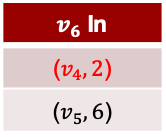 v₆ In
(v₄, 2)
(v₅, 6)